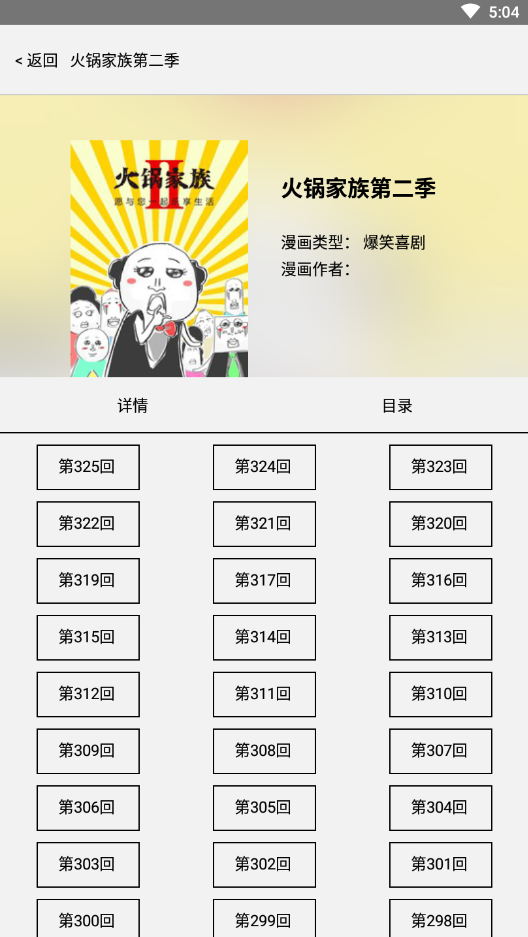 5:04
< 返回 火锅家族第二季
火锅家族
II
愿与您一起乐享生活
火锅家族第二季
漫画类型： 爆笑喜剧
漫画作者：
详情 目录
第325回 第324回 第323回
第322回 第321回 第320回
第319回 第317回 第316回
第315回 第314回 第313回
第312回 第311回 第310回
第309回 第308回 第307回
第306回 第305回 第304回
第303回 第302回 第301回
第300回 第299回 第298回